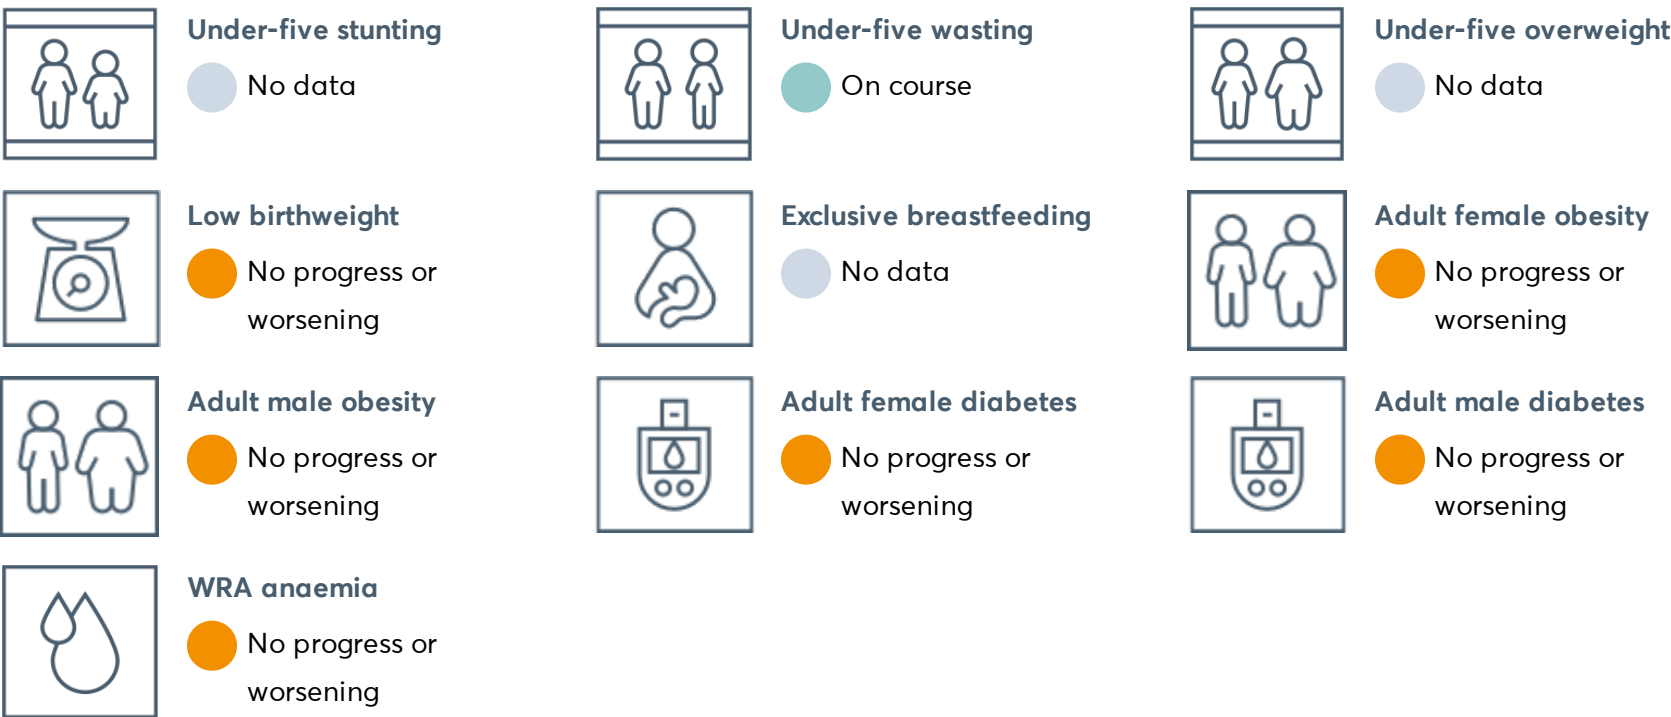 Under-five stunting
No data
Under-five wasting
On course
Under-five overweight
No data
Low birthweight
No progress or
worsening
Exclusive breastfeeding
No data
Adult female obesity
No progress or
worsening
Adult male obesity
No progress or
worsening
Adult female diabetes
No progress or
worsening
Adult male diabetes
No progress or
worsening
WRA anaemia
No progress or
worsening